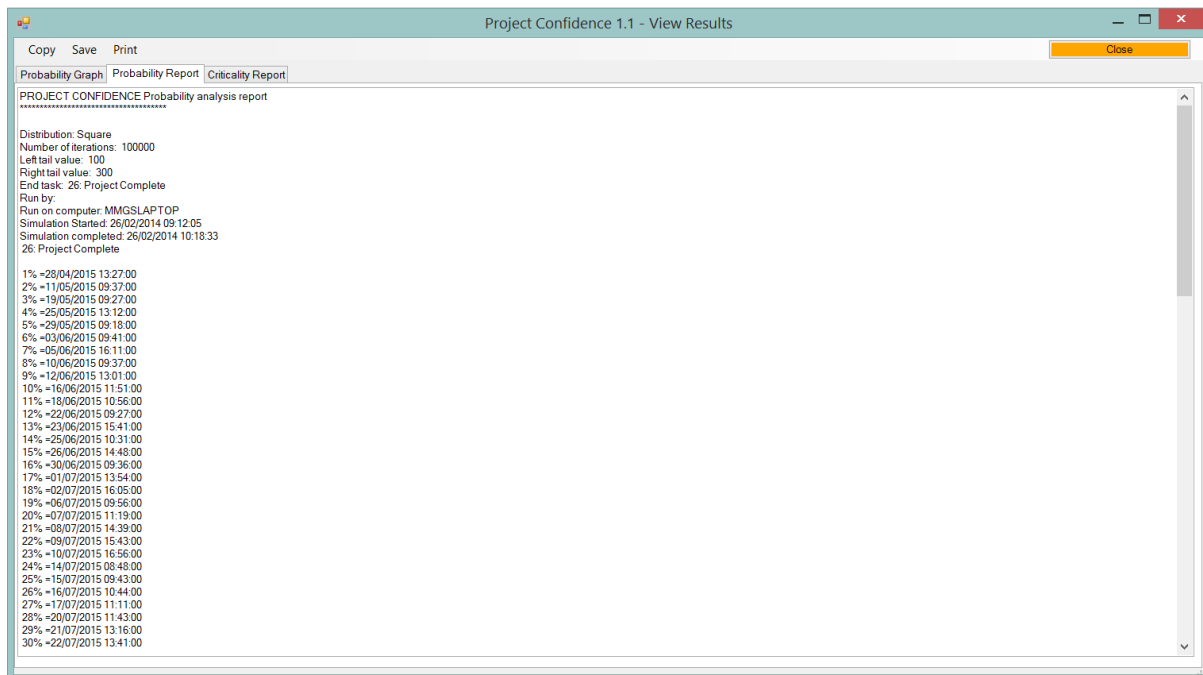 Project Confidence 1.1 - View Results
Copy Save Print
Close
Probability Graph Probability Report Criticality Report
PROJECT CONFIDENCE Probability analysis report
*************************************
Distribution: Square
Number of iterations: 100000
Left tail value: 100
Right tail value: 300
End task: 26: Project Complete
Run by:
Run on computer: MMGSLAPTOP
Simulation Started: 26/02/2014 09:12:05
Simulation completed: 26/02/2014 10:18:33
26: Project Complete
1% =28/04/2015 13:27:00
2% =11/05/2015 09:37:00
3% =19/05/2015 09:27:00
4% =25/05/2015 13:12:00
5% =29/05/2015 09:18:00
6% =03/06/2015 09:41:00
7% =05/06/2015 16:11:00
8% =10/06/2015 09:37:00
9% =12/06/2015 13:01:00
10% =16/06/2015 11:51:00
11% =18/06/2015 10:56:00
12% =22/06/2015 09:27:00
13% =23/06/2015 15:41:00
14% =25/06/2015 10:31:00
15% =26/06/2015 14:48:00
16% =30/06/2015 09:36:00
17% =01/07/2015 13:54:00
18% =02/07/2015 16:05:00
19% =06/07/2015 09:56:00
20% =07/07/2015 11:19:00
21% =08/07/2015 14:39:00
22% =09/07/2015 15:43:00
23% =10/07/2015 16:56:00
24% =14/07/2015 08:48:00
25% =15/07/2015 09:43:00
26% =16/07/2015 10:44:00
27% =17/07/2015 11:11:00
28% =20/07/2015 11:43:00
29% =21/07/2015 13:16:00
30% =22/07/2015 13:41:00